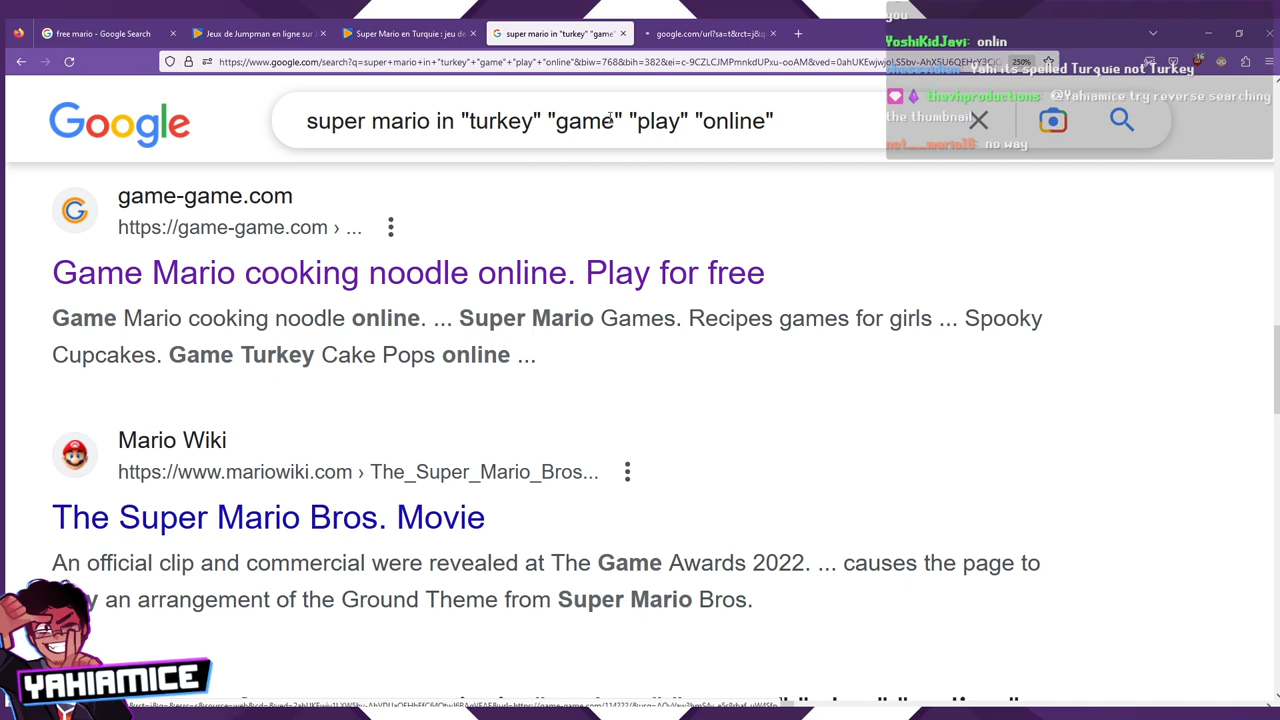 you
YoshiKidJavi: onlin
Yahi its spelled Turquie not Turkey
thevhproductions: @Yahiamice try reverse searching
the thumbnail
not__mario10: no way
free mario - Google Search
Jeux de Jumpman en ligne sur
Super Mario en Turquie : jeu de
super mario in "turkey" "game"
google.com/url?sa=t&rct=j&q=
250%
Google
super mario in "turkey" "game" "play" "online"
game-game.com
https://game-game.com › ...
Game Mario cooking noodle online. Play for free
Game Mario cooking noodle online. ... Super Mario Games. Recipes games for girls ... Spooky
Cupcakes. Game Turkey Cake Pops online ...
Mario Wiki
https://www.mariowiki.com › The_Super_Mario_Bros...
The Super Mario Bros. Movie
An official clip and commercial were revealed at The Game Awards 2022. ... causes the page to
an arrangement of the Ground Theme from Super Mario Bros.
YAHIAMICE